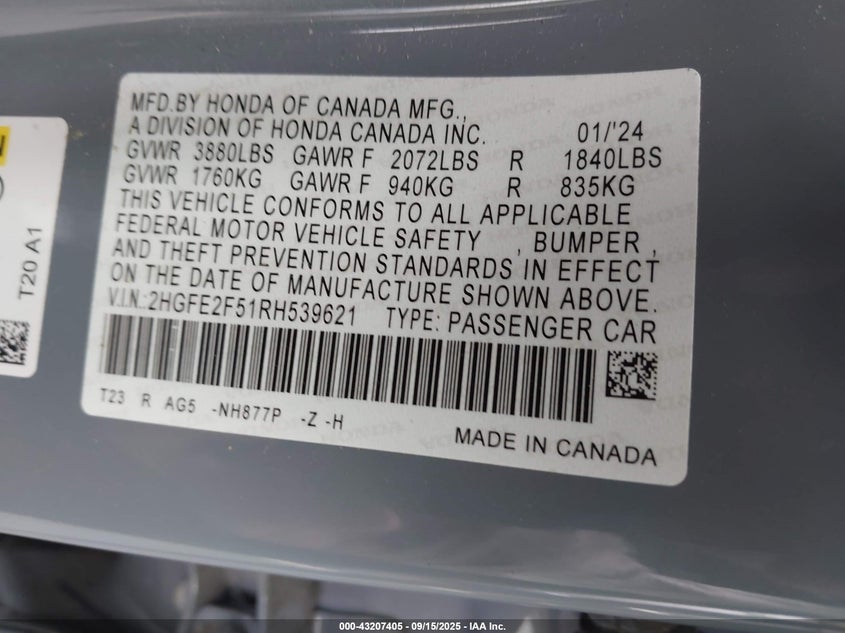 MFD.BY HONDA OF CANADA MFG.,
A DIVISION OF HONDA CANADA INC. 01/'24
GVWR 3880LBS GAWR F 2072LBS R 1840LBS
GVWR 1760KG GAWR F 940KG R 835KG
THIS VEHICLE CONFORMS TO ALL APPLICABLE
FEDERAL MOTOR VEHICLE SAFETY , BUMPER ,
AND THEFT PREVENTION STANDARDS IN EFFECT
ON THE DATE OF MANUFACTURE SHOWN ABOVE.
V.I.N.:2HGFE2F51RH539621 TYPE: PASSENGER CAR
T23 R AG5 -NH877P -Z -H
MADE IN CANADA
T20 A1
000-43207405 - 09/15/2025 - IAA Inc.